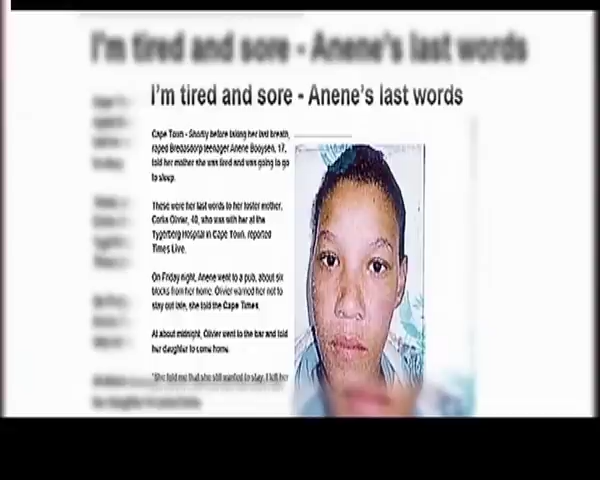 I'm tired and sore - Anene's last words
I'm tired and sore - Anene's last words
Cape Town - Shortly before taking her last breath,
raped Bredasdorp teenager Anene Booysen, 17,
told her mother she was tired and was going to go
to sleep.
These were her last words to her foster mother,
Corlia Olivier, 40, who was with her at the
Tygerberg Hospital in Cape Town, reported
Times Live.
On Friday night, Anene went to a pub, about six
blocks from her home. Olivier warned her not to
stay out late, she told the Cape Times.
At about midnight, Olivier went to the bar and told
her daughter to come home.
"She told me that she still wanted to stay. I left her